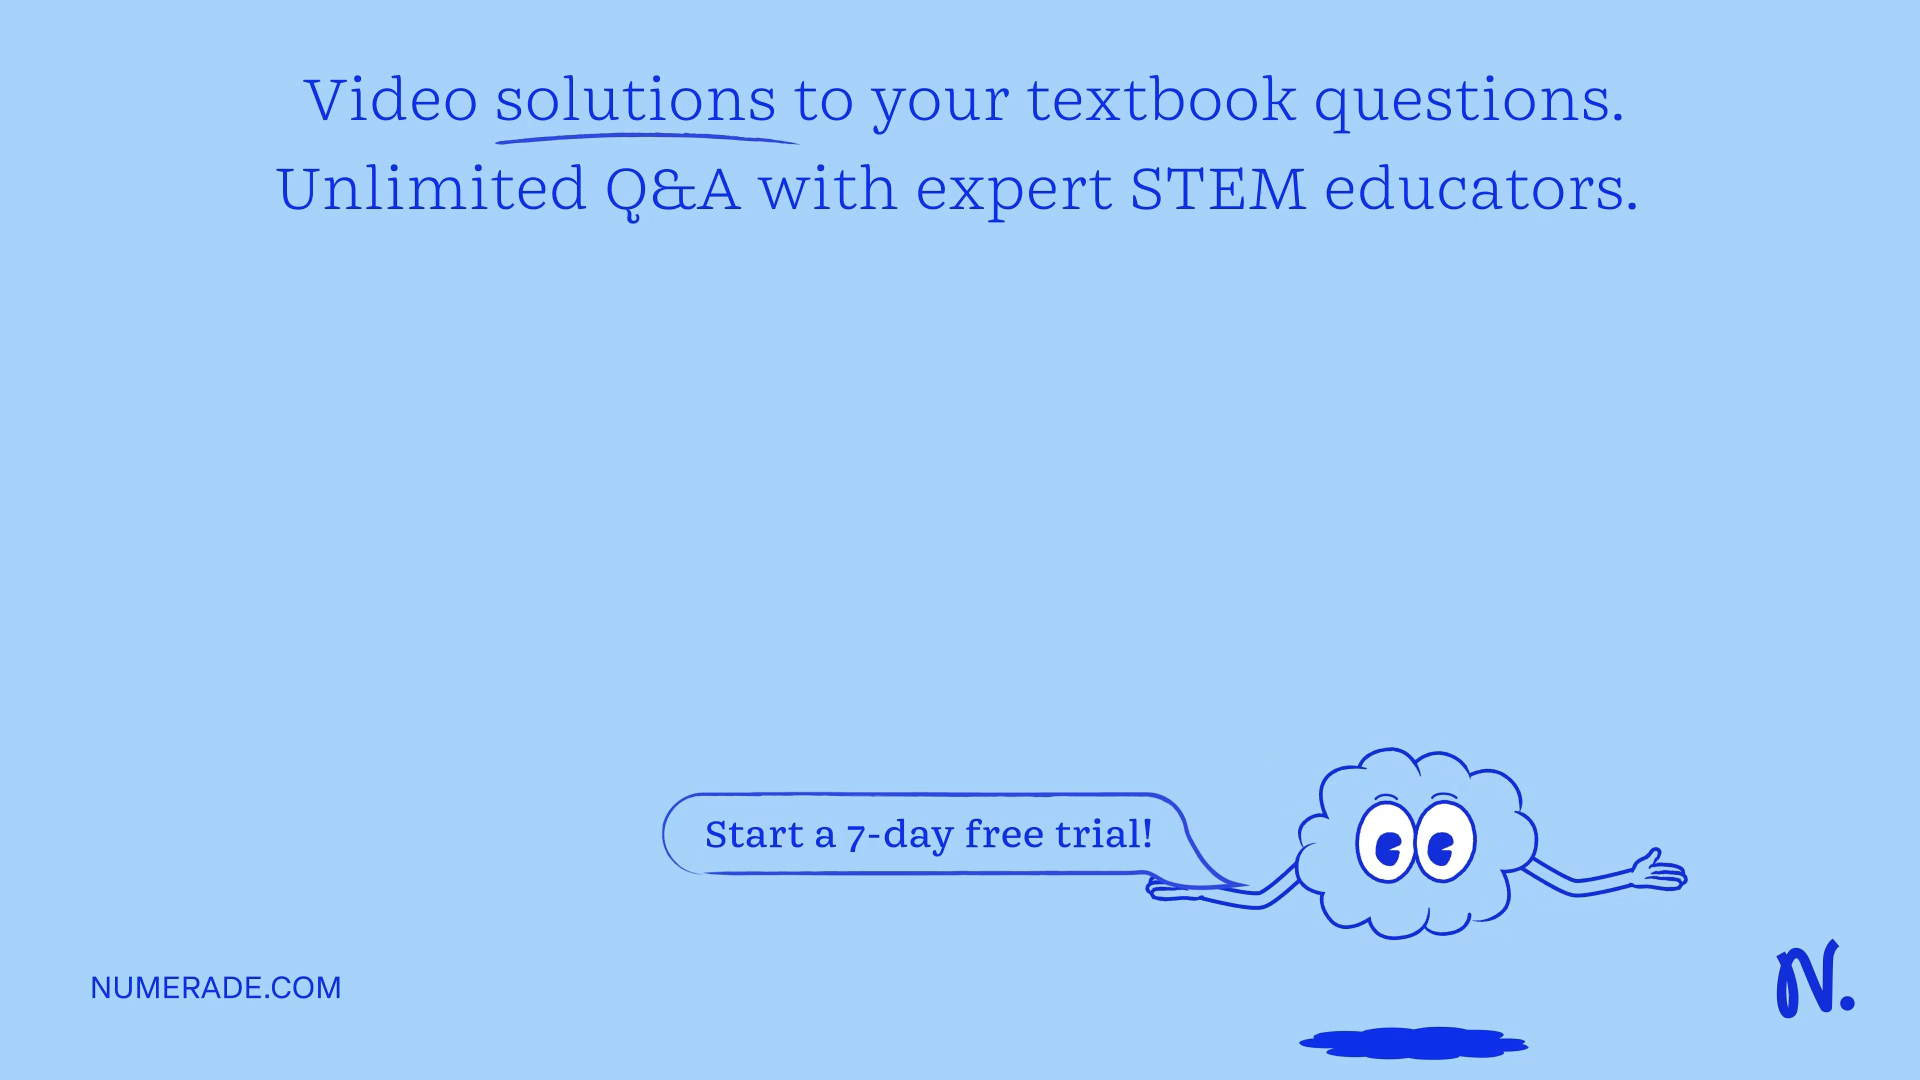 Video solutions to your textbook questions.
Unlimited Q&A with expert STEM educators.
Start a 7-day free trial!
NUMERADE.COM
N.